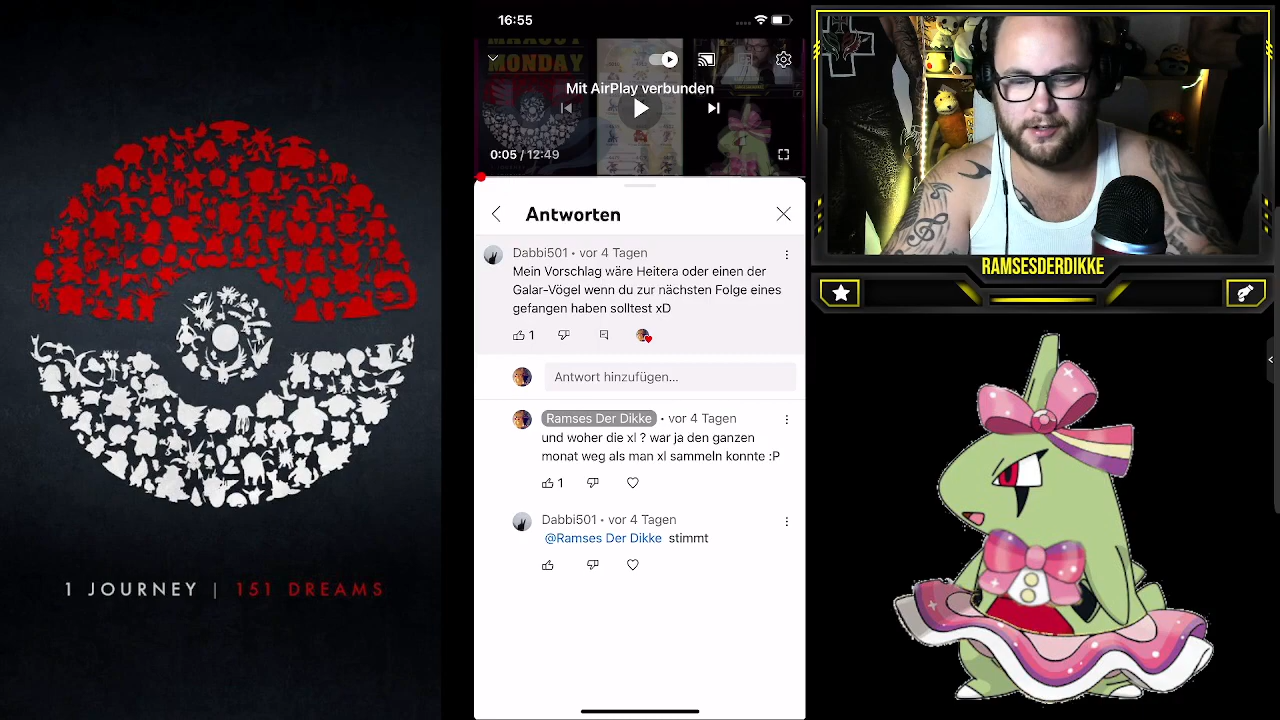 1 JOURNEY | 151 DREAMS
16:55
MAXOUT
MONDAY
Mit AirPlay verbunden
0:05 / 12:49
Antworten
Dabbi501 • vor 4 Tagen
Mein Vorschlag wäre Heitera oder einen der
Galar-Vögel wenn du zur nächsten Folge eines
gefangen haben solltest xD
1
Antwort hinzufügen...
Ramses Der Dikke • vor 4 Tagen
und woher die xl ? war ja den ganzen
monat weg als man xl sammeln konnte :P
1
Dabbi501 • vor 4 Tagen
@Ramses Der Dikke stimmt
RAMSESDERDIKKE